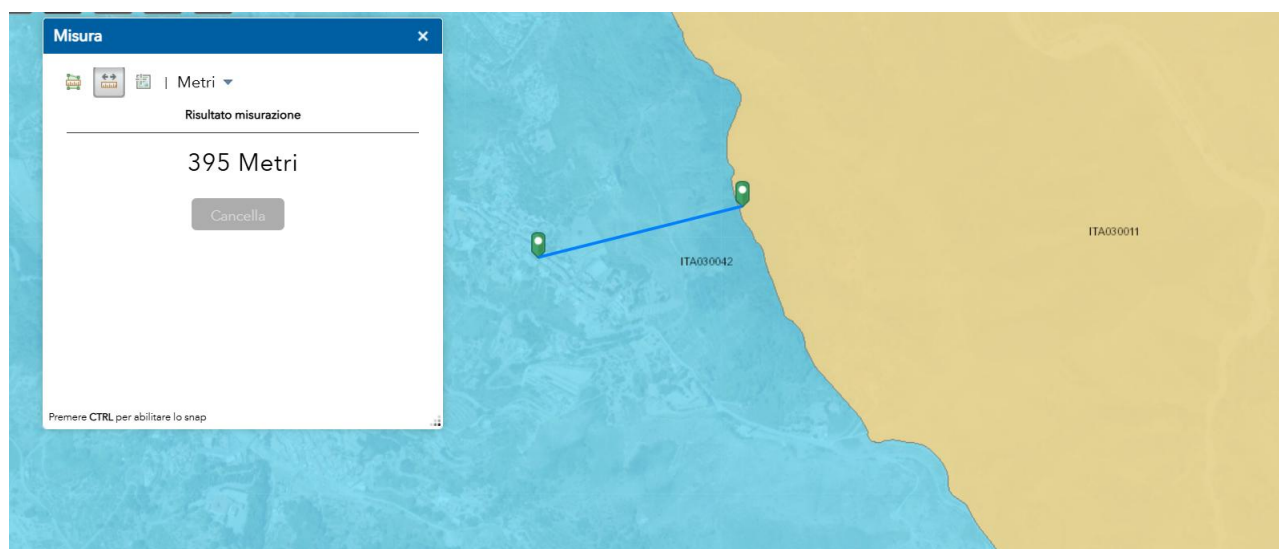 Misura
×
| Metri
Risultato misurazione
395 Metri
Cancella
Premere CTRL per abilitare lo snap
ITA030011
ITA030042